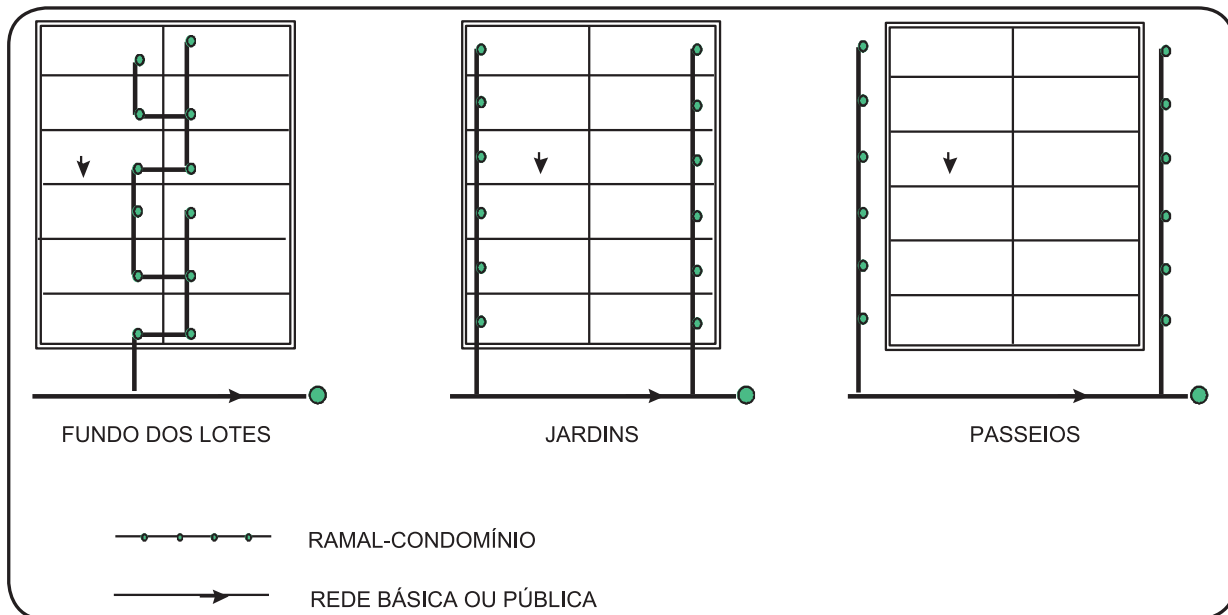 FUNDO DOS LOTES
JARDINS
PASSEIOS
RAMAL-CONDOMÍNIO
REDE BÁSICA OU PÚBLICA